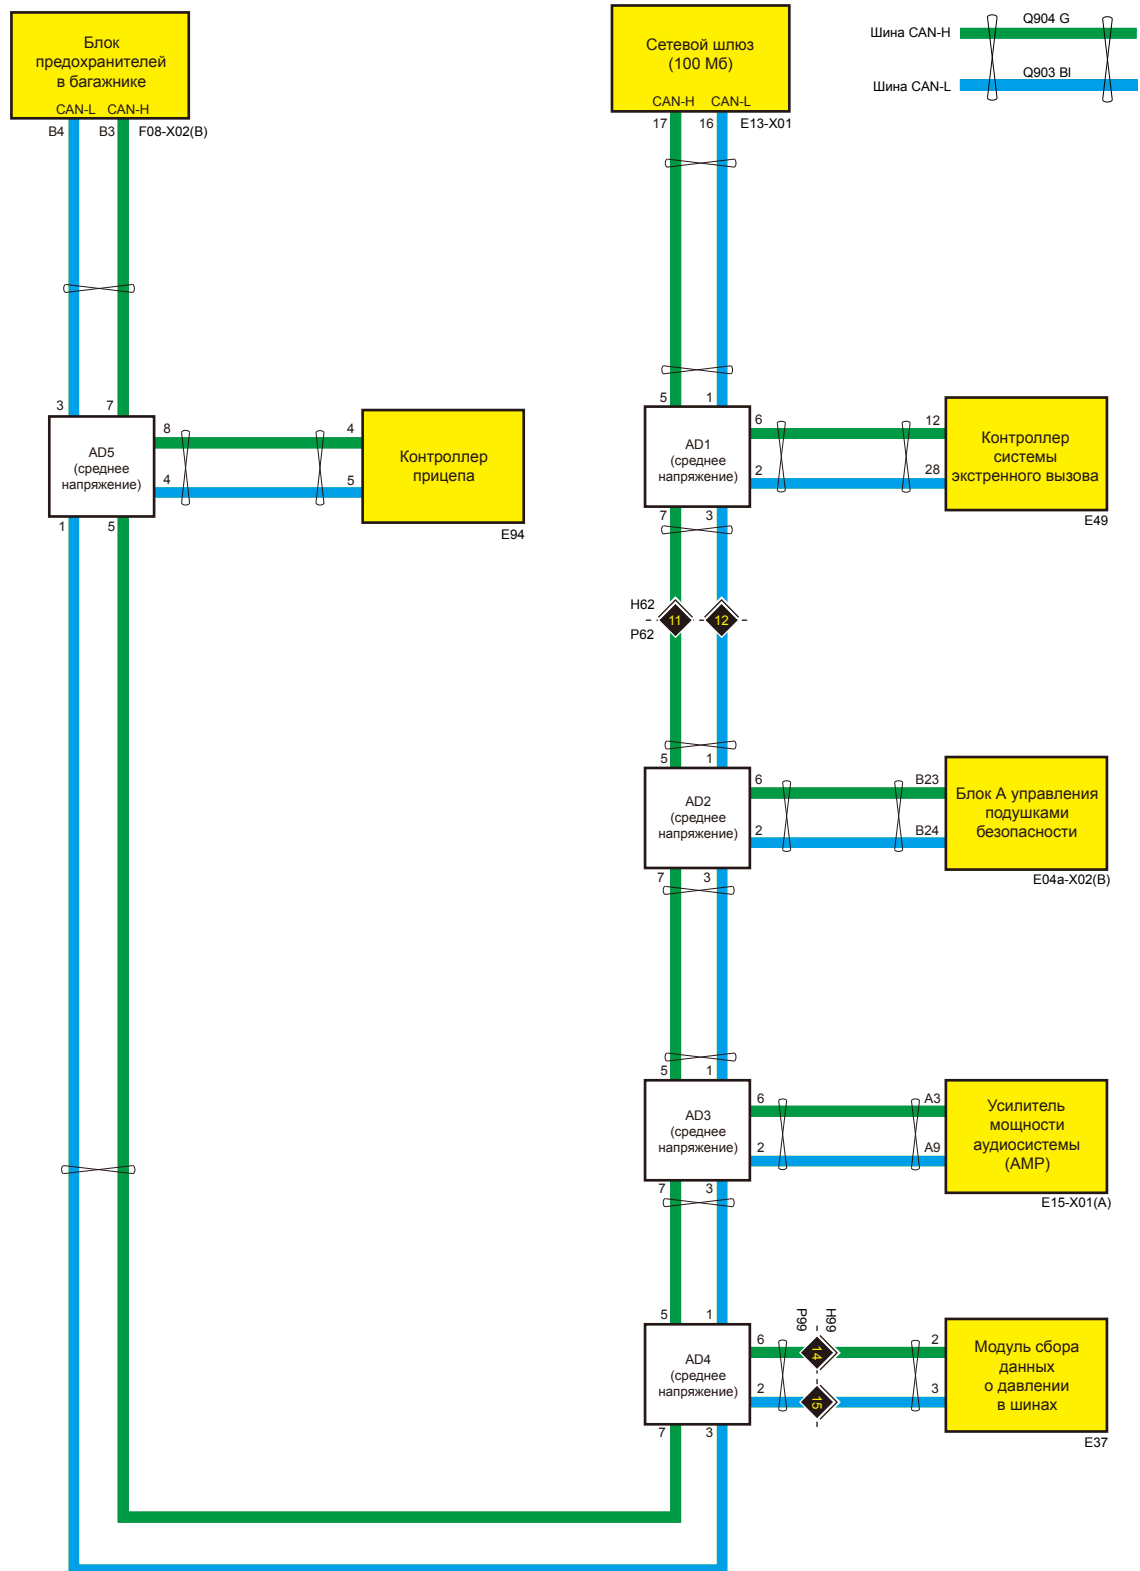 Блок
предохранителей
в багажнике
CAN-L CAN-H
B4 B3 F08-X02(B)
Сетевой шлюз
(100 Мб)
CAN-H CAN-L
17 16 E13-X01
Шина CAN-H
Q904 G
Шина CAN-L
Q903 Bl
3 7
AD5
(среднее
напряжение)
8 4
4 5
1 5
Контроллер
прицепа
E94
5 1
AD1
(среднее
напряжение)
6 12
2 28
7 3
Контроллер
системы
экстренного вызова
E49
H62
P62
11 12
5 1
AD2
(среднее
напряжение)
6 B23
2 B24
7 3
Блок А управления
подушками
безопасности
E04a-X02(B)
5 1
AD3
(среднее
напряжение)
6 A3
2 A9
7 3
Усилитель
мощности
аудиосистемы
(AMP)
E15-X01(A)
5 1
AD4
(среднее
напряжение)
6 2
2 3
7 3
P99 H99
14
15
Модуль сбора
данных
о давлении
в шинах
E37